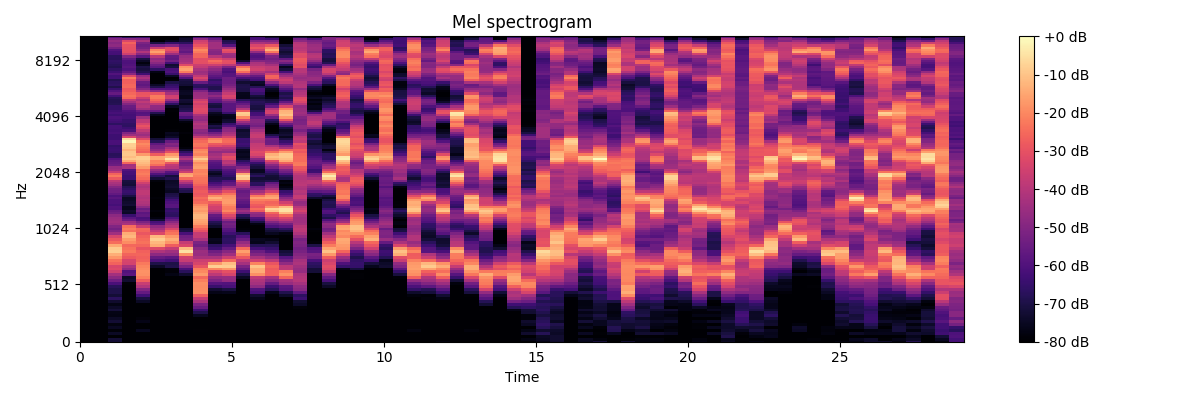 Mel spectrogram
8192
4096
2048
1024
512
0
Hz
0 5 10 15 20 25
Time
+0 dB
-10 dB
-20 dB
-30 dB
-40 dB
-50 dB
-60 dB
-70 dB
-80 dB